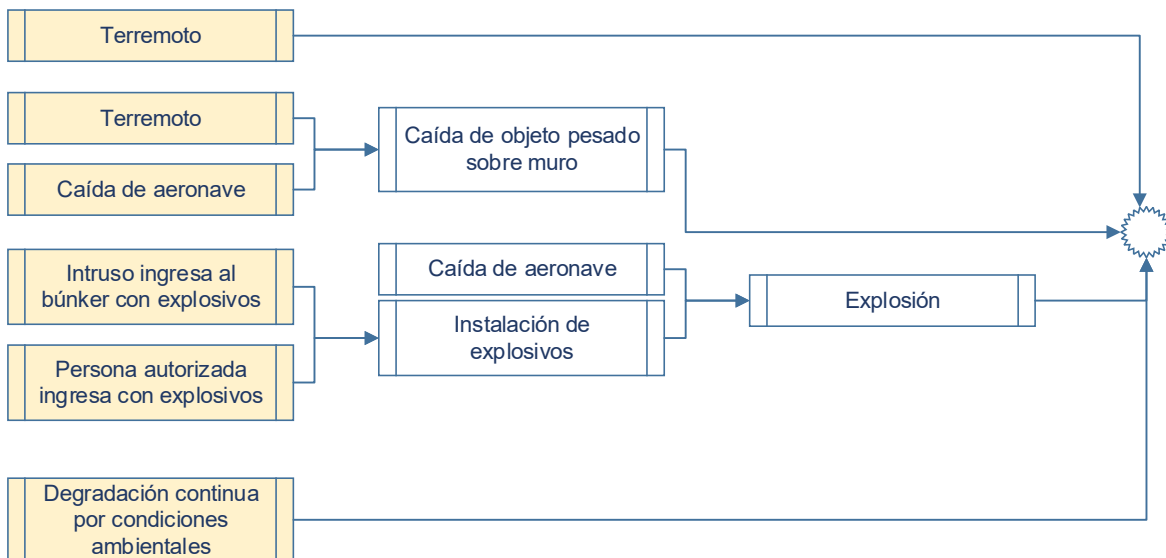 Terremoto
Terremoto
Caída de aeronave
Caída de objeto pesado
sobre muro
Intruso ingresa al
búnker con explosivos
Persona autorizada
ingresa con explosivos
Caída de aeronave
Instalación de
explosivos
Explosión
Degradación continua
por condiciones
ambientales